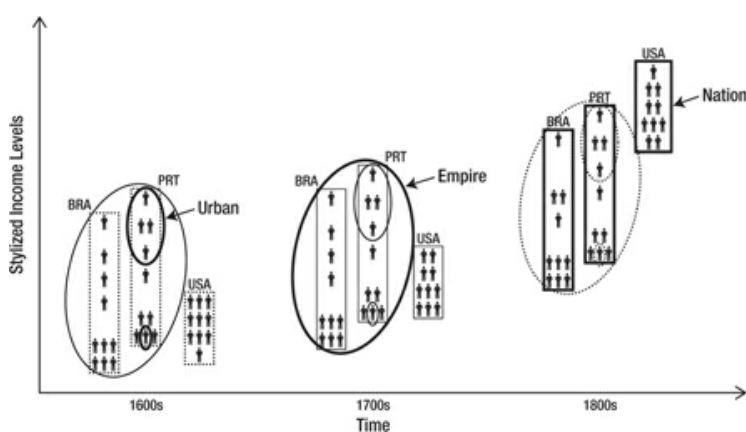 Stylized Income Levels
BRA
PRT
Urban
USA
BRA
PRT
Empire
USA
BRA
PRT
USA
Nation
1600s
1700s
1800s
Time